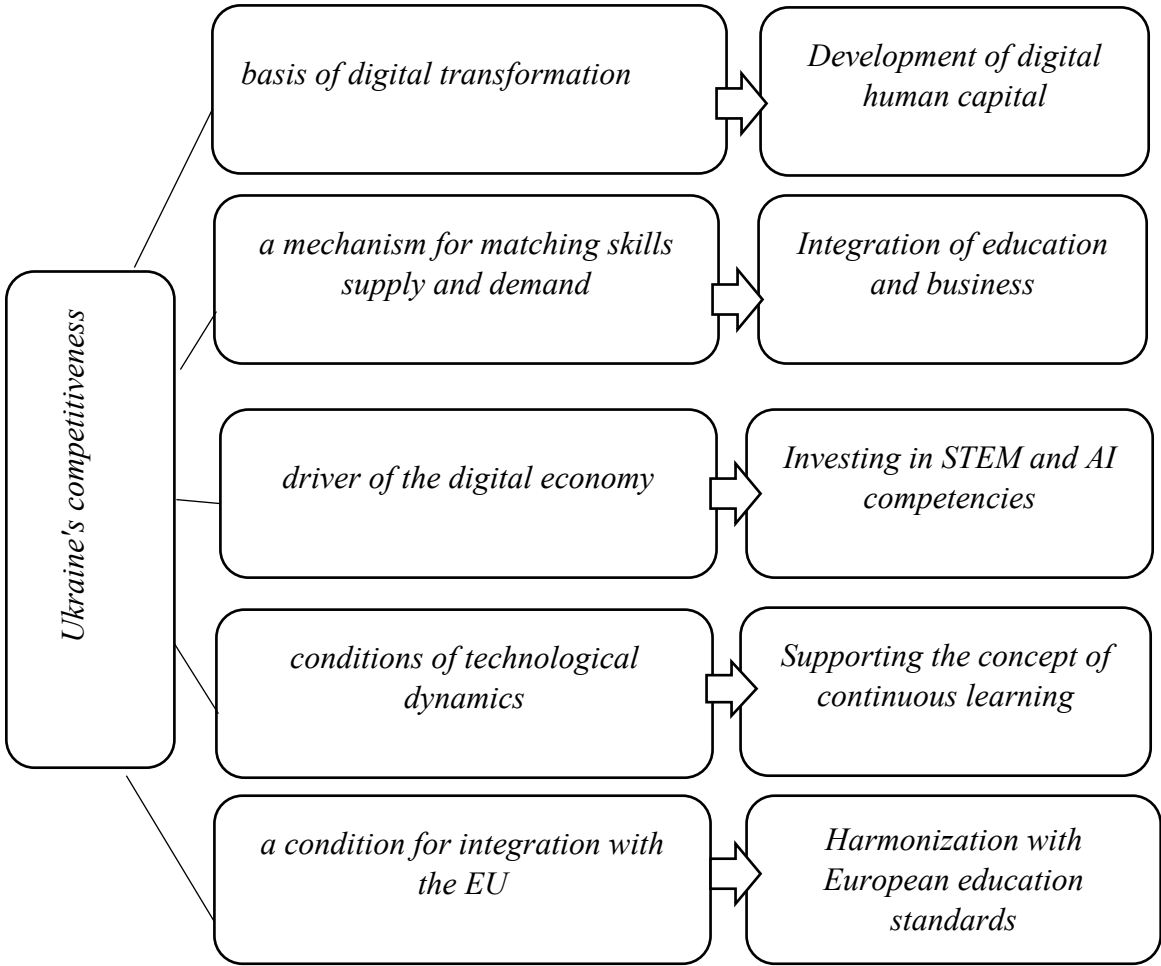 basis of digital transformation
Development of digital
human capital
a mechanism for matching skills
supply and demand
Integration of education
and business
Ukraine's competitiveness
driver of the digital economy
Investing in STEM and AI
competencies
conditions of technological
dynamics
Supporting the concept of
continuous learning
a condition for integration with
the EU
Harmonization with
European education
standards